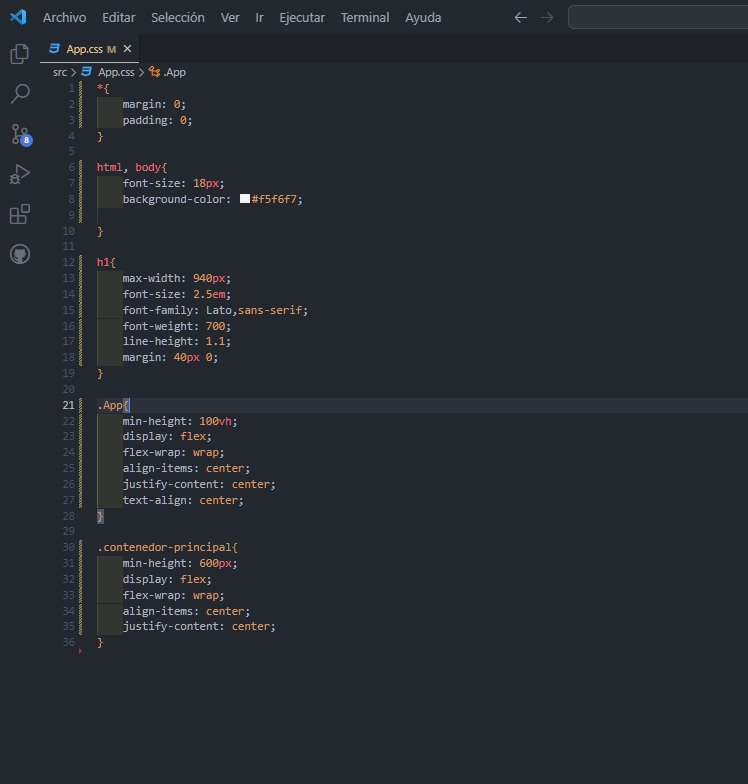 Archivo Editar Selección Ver Ir Ejecutar Terminal Ayuda
App.css M
src > App.css > .App
8
1 *{
2 margin: 0;
3 padding: 0;
4 }
5
6 html, body{
7 font-size: 18px;
8 background-color: #f5f6f7;
9
10 }
11
12 h1{
13 max-width: 940px;
14 font-size: 2.5em;
15 font-family: Lato,sans-serif;
16 font-weight: 700;
17 line-height: 1.1;
18 margin: 40px 0;
19 }
20
21 .App{
22 min-height: 100vh;
23 display: flex;
24 flex-wrap: wrap;
25 align-items: center;
26 justify-content: center;
27 text-align: center;
28 }
29
30 .contenedor-principal{
31 min-height: 600px;
32 display: flex;
33 flex-wrap: wrap;
34 align-items: center;
35 justify-content: center;
36 }